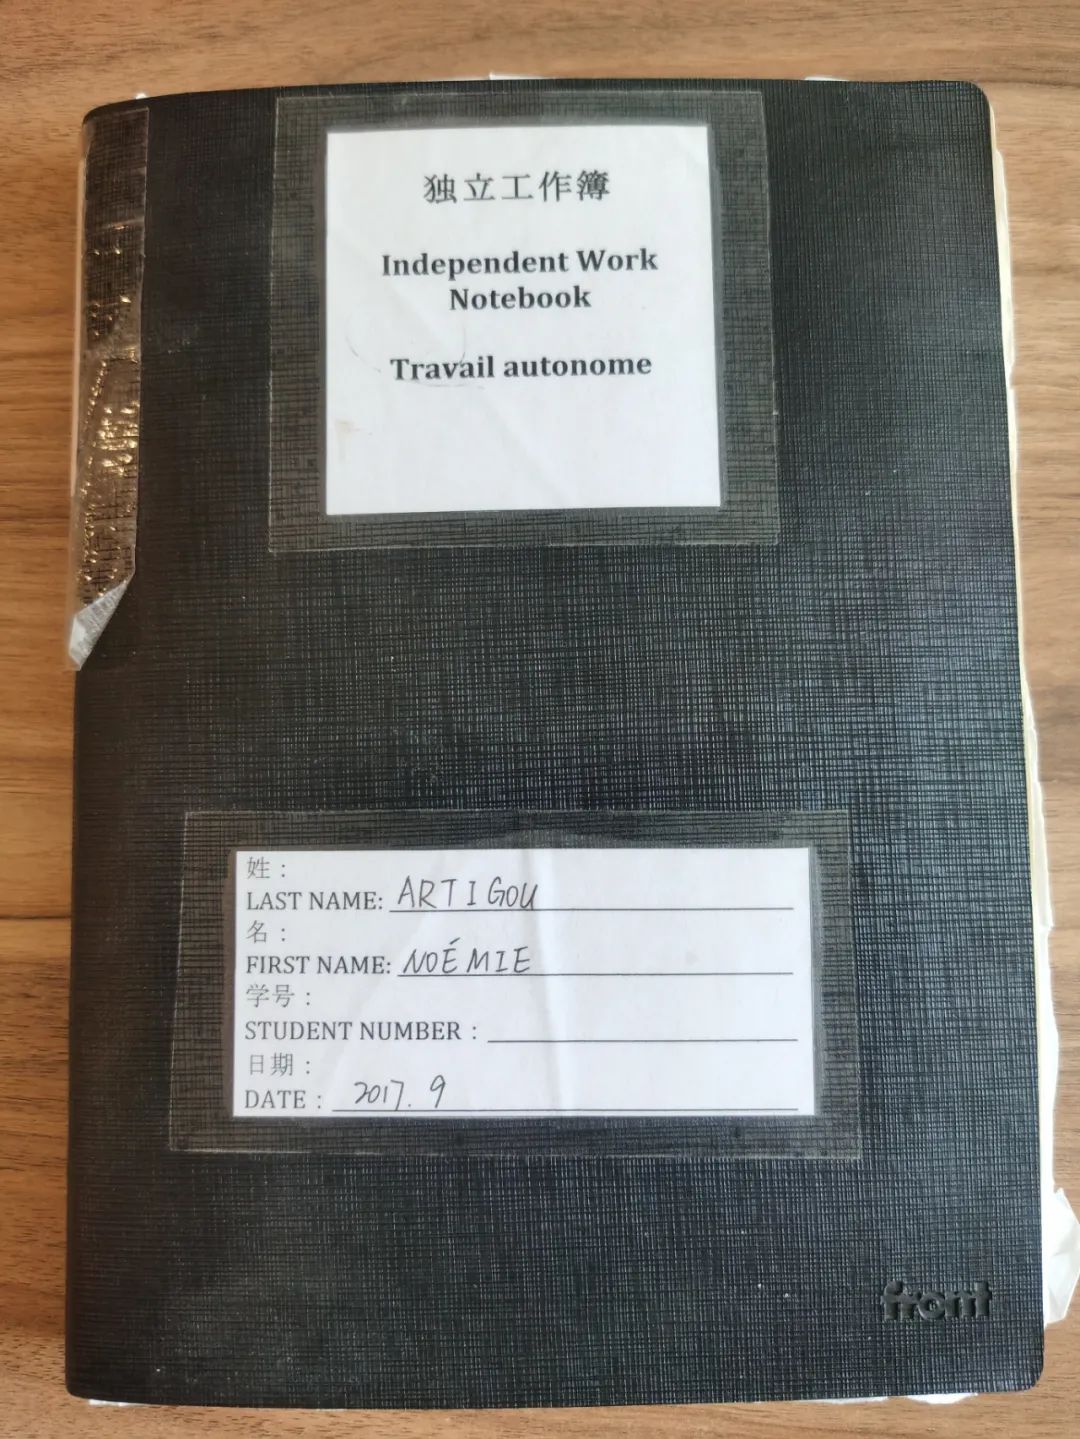 独立工作簿
Independent Work
Notebook
Travail autonome
姓：
LAST NAME: ARTIGOU
名：
FIRST NAME: NOÉMIE
学号：
STUDENT NUMBER：
日期：
DATE： 2017. 9
front